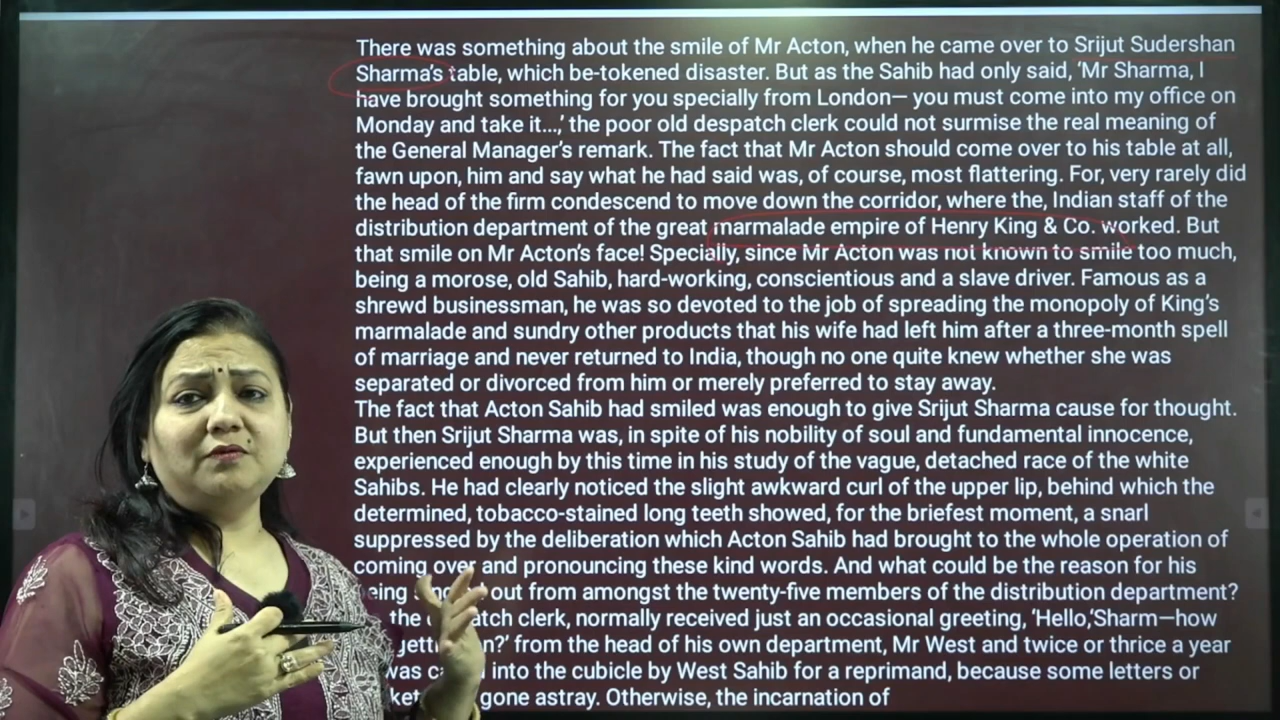 There was something about the smile of Mr Acton, when he came over to Srijut Sudershan
Sharma's table, which be-tokened disaster. But as the Sahib had only said, 'Mr Sharma, I
have brought something for you specially from London— you must come into my office on
Monday and take it...,' the poor old despatch clerk could not surmise the real meaning of
the General Manager's remark. The fact that Mr Acton should come over to his table at all,
fawn upon, him and say what he had said was, of course, most flattering. For, very rarely did
the head of the firm condescend to move down the corridor, where the, Indian staff of the
distribution department of the great marmalade empire of Henry King & Co. worked. But
that smile on Mr Acton's face! Specially, since Mr Acton was not known to smile too much,
being a morose, old Sahib, hard-working, conscientious and a slave driver. Famous as a
shrewd businessman, he was so devoted to the job of spreading the monopoly of King's
marmalade and sundry other products that his wife had left him after a three-month spell
of marriage and never returned to India, though no one quite knew whether she was
separated or divorced from him or merely preferred to stay away.
The fact that Acton Sahib had smiled was enough to give Srijut Sharma cause for thought.
But then Srijut Sharma was, in spite of his nobility of soul and fundamental innocence,
experienced enough by this time in his study of the vague, detached race of the white
Sahibs. He had clearly noticed the slight awkward curl of the upper lip, behind which the
determined, tobacco-stained long teeth showed, for the briefest moment, a snarl
suppressed by the deliberation which Acton Sahib had brought to the whole operation of
coming over and pronouncing these kind words. And what could be the reason for his
out from amongst the twenty-five members of the distribution department?
the clerk, normally received just an occasional greeting, 'Hello,'Sharm—how
from the head of his own department, Mr West and twice or thrice a year
was into the cubicle by West Sahib for a reprimand, because some letters or
gone astray. Otherwise, the incarnation of